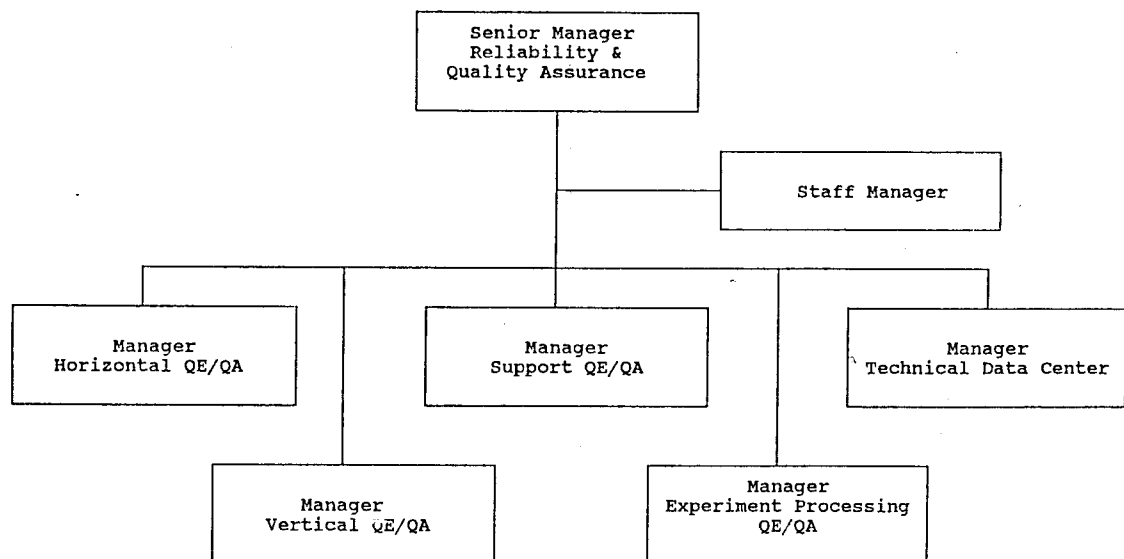 Senior Manager
Reliability &
Quality Assurance
Staff Manager
Manager
Horizontal QE/QA
Manager
Support QE/QA
Manager
Technical Data Center
Manager
Vertical QE/QA
Manager
Experiment Processing
QE/QA